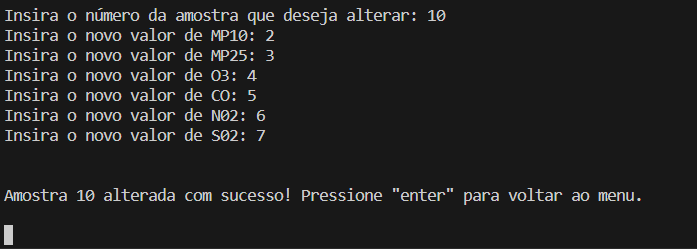 Insira o número da amostra que deseja alterar: 10
Insira o novo valor de MP10: 2
Insira o novo valor de MP25: 3
Insira o novo valor de O3: 4
Insira o novo valor de CO: 5
Insira o novo valor de N02: 6
Insira o novo valor de S02: 7
Amostra 10 alterada com sucesso! Pressione "enter" para voltar ao menu.